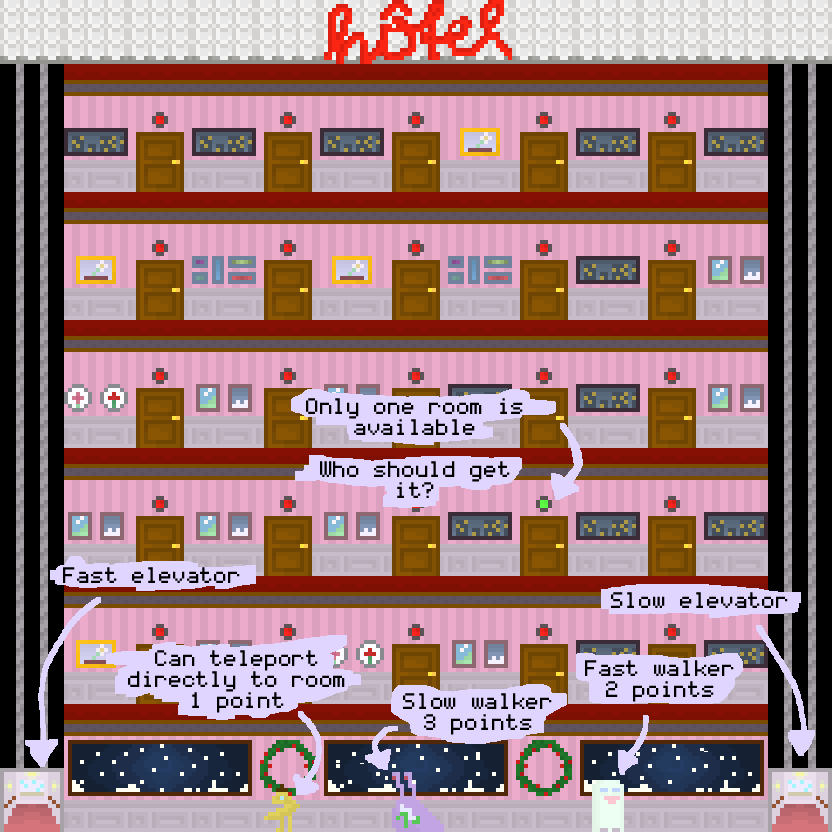 hôtel
Only one room is
available
Who should get
it?
Fast elevator
Slow elevator
Can teleport
directly to room
1 point
Slow walker
3 points
Fast walker
2 points